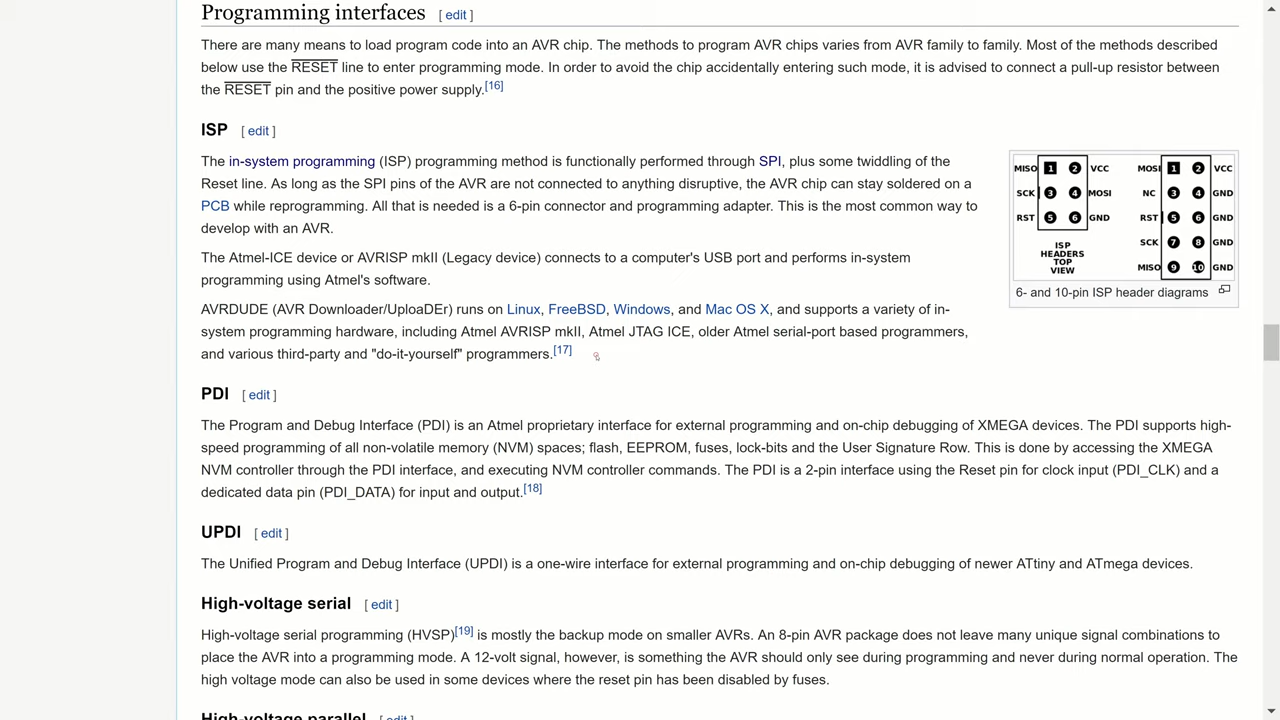 Programming interfaces [ edit ]
There are many means to load program code into an AVR chip. The methods to program AVR chips varies from AVR family to family. Most of the methods described
below use the RESET line to enter programming mode. In order to avoid the chip accidentally entering such mode, it is advised to connect a pull-up resistor between
the RESET pin and the positive power supply.[16]
ISP [ edit ]
The in-system programming (ISP) programming method is functionally performed through SPI, plus some twiddling of the
Reset line. As long as the SPI pins of the AVR are not connected to anything disruptive, the AVR chip can stay soldered on a
PCB while reprogramming. All that is needed is a 6-pin connector and programming adapter. This is the most common way to
develop with an AVR.
The Atmel-ICE device or AVRISP mkII (Legacy device) connects to a computer's USB port and performs in-system
programming using Atmel's software.
AVRDUDE (AVR Downloader/UploaDEr) runs on Linux, FreeBSD, Windows, and Mac OS X, and supports a variety of in-
system programming hardware, including Atmel AVRISP mkII, Atmel JTAG ICE, older Atmel serial-port based programmers,
and various third-party and "do-it-yourself" programmers.[17]
MISO 1 2 VCC MOSI 1 2 VCC
SCK 3 4 MOSI NC 3 4 GND
RST 5 6 GND RST 5 6 GND
SCK 7 8 GND
MISO 9 10 GND
ISP
HEADERS
TOP
VIEW
6- and 10-pin ISP header diagrams
PDI [ edit ]
The Program and Debug Interface (PDI) is an Atmel proprietary interface for external programming and on-chip debugging of XMEGA devices. The PDI supports high-
speed programming of all non-volatile memory (NVM) spaces; flash, EEPROM, fuses, lock-bits and the User Signature Row. This is done by accessing the XMEGA
NVM controller through the PDI interface, and executing NVM controller commands. The PDI is a 2-pin interface using the Reset pin for clock input (PDI_CLK) and a
dedicated data pin (PDI_DATA) for input and output.[18]
UPDI [ edit ]
The Unified Program and Debug Interface (UPDI) is a one-wire interface for external programming and on-chip debugging of newer ATtiny and ATmega devices.
High-voltage serial [ edit ]
High-voltage serial programming (HVSP)[19] is mostly the backup mode on smaller AVRs. An 8-pin AVR package does not leave many unique signal combinations to
place the AVR into a programming mode. A 12-volt signal, however, is something the AVR should only see during programming and never during normal operation. The
high voltage mode can also be used in some devices where the reset pin has been disabled by fuses.
High-voltage parallel [ edit ]